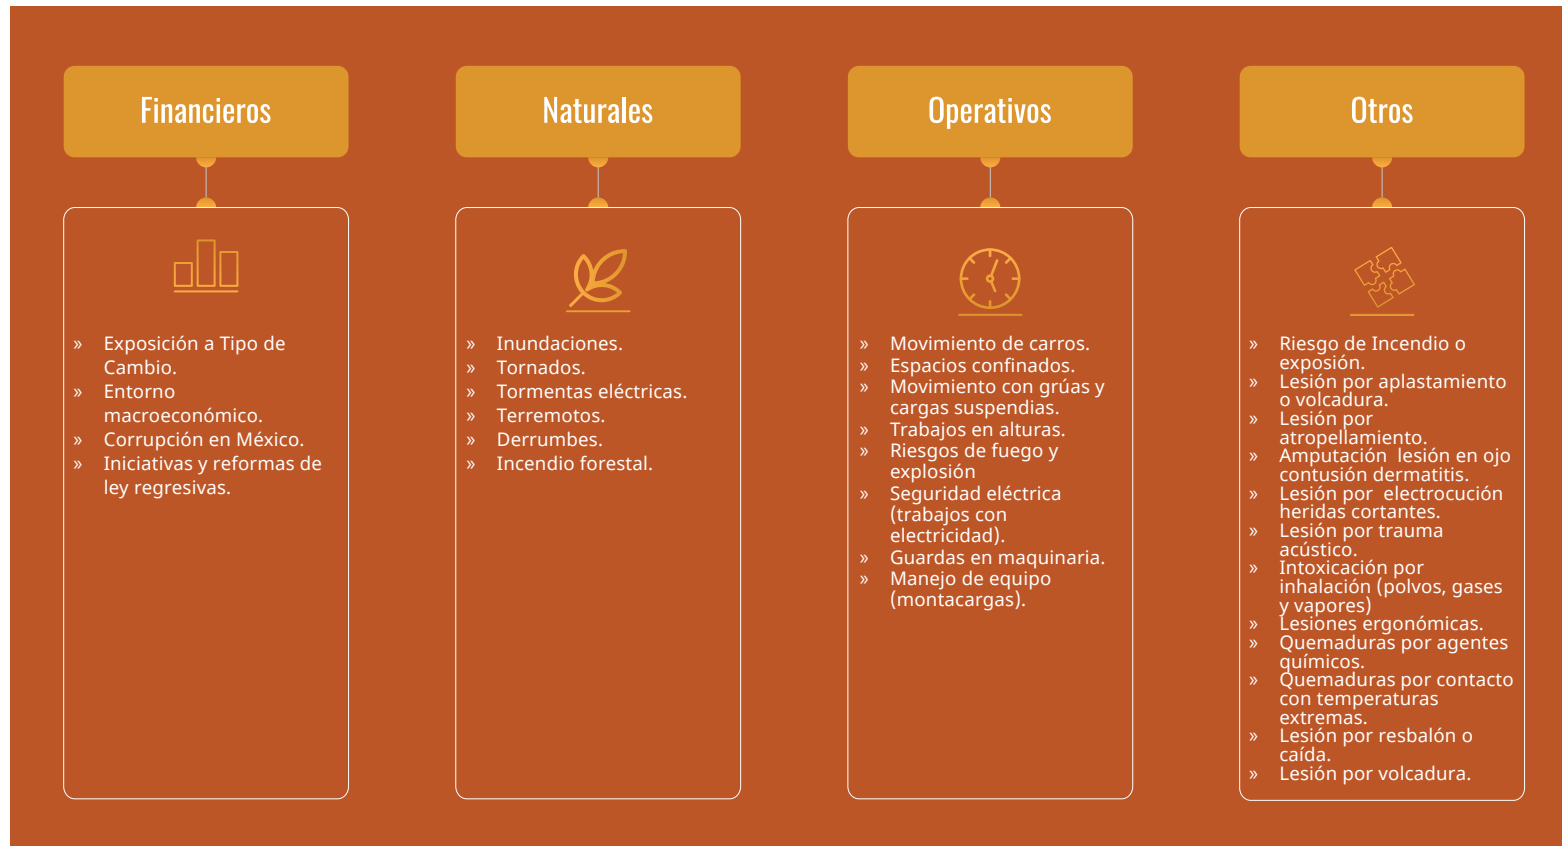 Financieros
» Exposición a Tipo de
Cambio.
» Entorno
macroeconómico.
» Corrupción en México.
» Iniciativas y reformas de
ley regresivas.
Naturales
» Inundaciones.
» Tornados.
» Tormentas eléctricas.
» Terremotos.
» Derrumbes.
» Incendio forestal.
Operativos
» Movimiento de carros.
» Espacios confinados.
» Movimiento con grúas y
cargas suspendias.
» Trabajos en alturas.
» Riesgos de fuego y
explosión
» Seguridad eléctrica
(trabajos con
electricidad).
» Guardas en maquinaria.
» Manejo de equipo
(montacargas).
Otros
» Riesgo de Incendio o
exposión.
» Lesión por aplastamiento
o volcadura.
» Lesión por
atropellamiento.
» Amputación  lesión en ojo
contusión dermatitis.
» Lesión por  electrocución
heridas cortantes.
» Lesión por trauma
acústico.
» Intoxicación por
inhalación (polvos, gases
y vapores)
» Lesiones ergonómicas.
» Quemaduras por agentes
químicos.
» Quemaduras por contacto
con temperaturas
extremas.
» Lesión por resbalón o
caída.
» Lesión por volcadura.